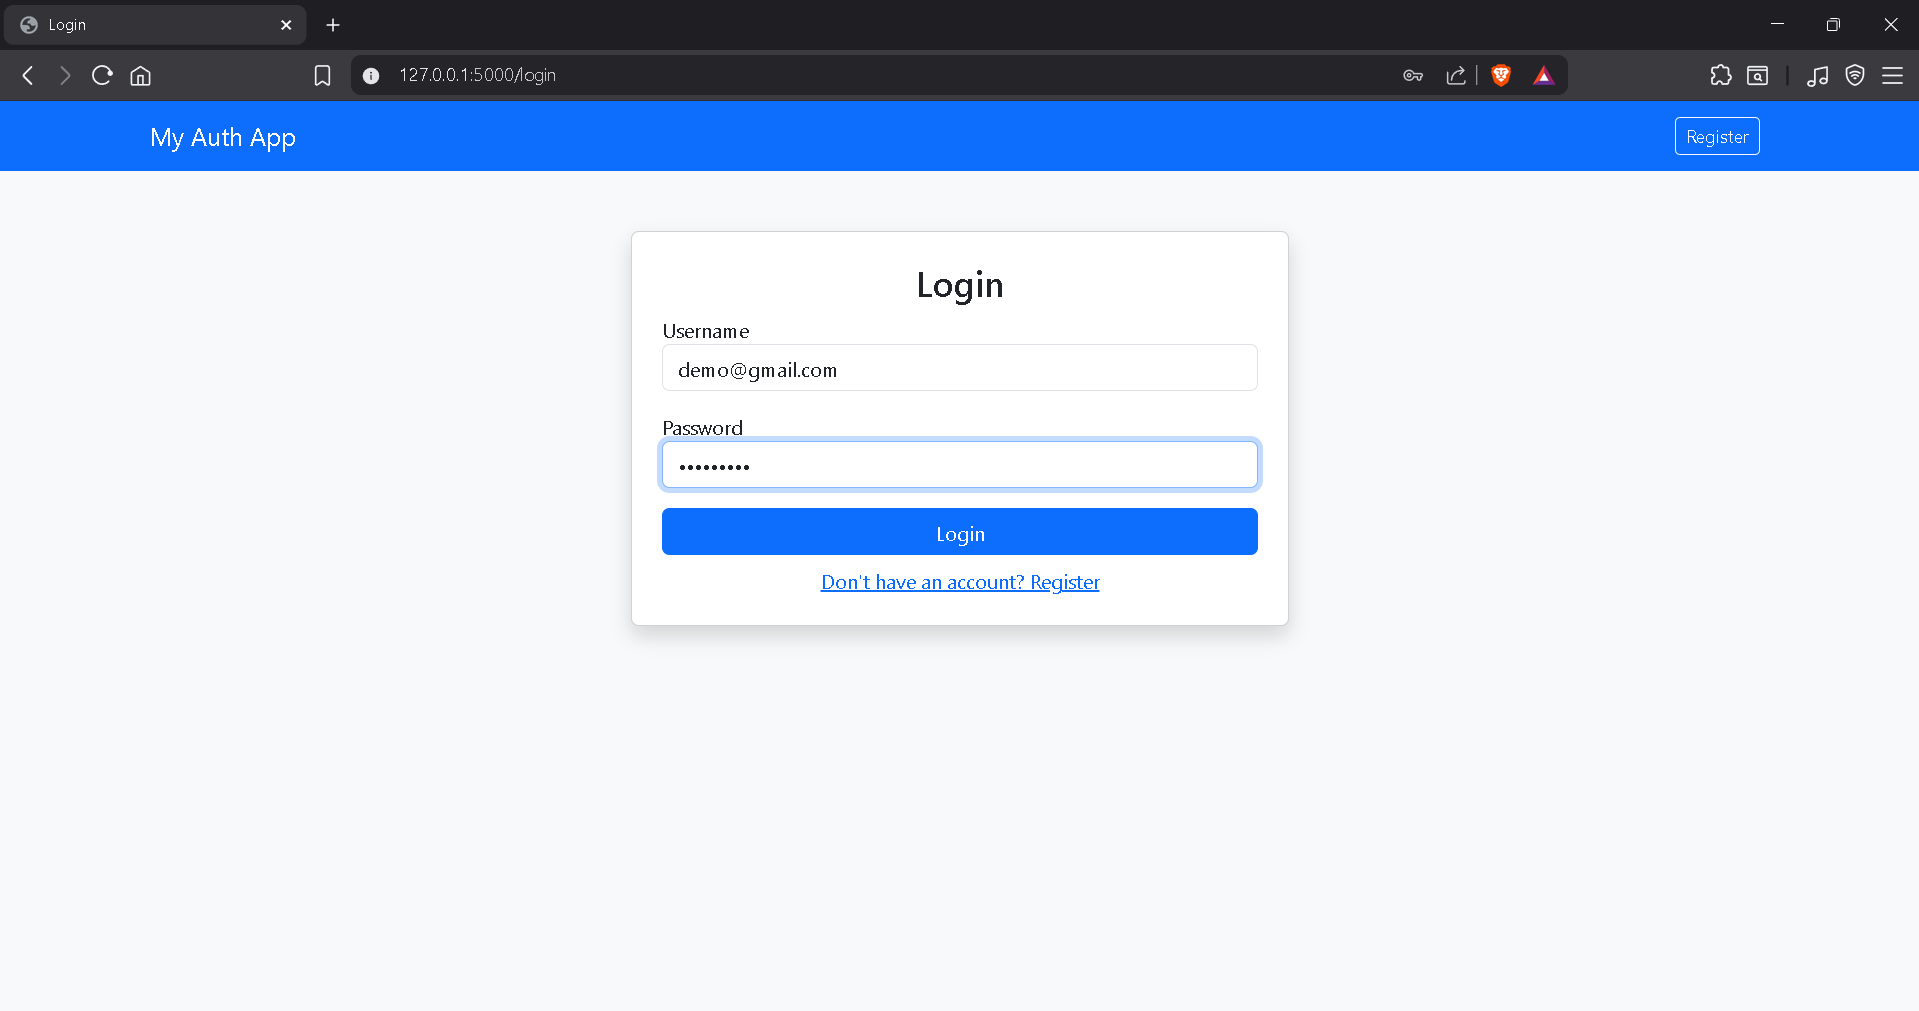 Login
127.0.0.1:5000/login
My Auth App
Register
Login
Username
demo@gmail.com
Password
•••••••••
Login
Don't have an account? Register